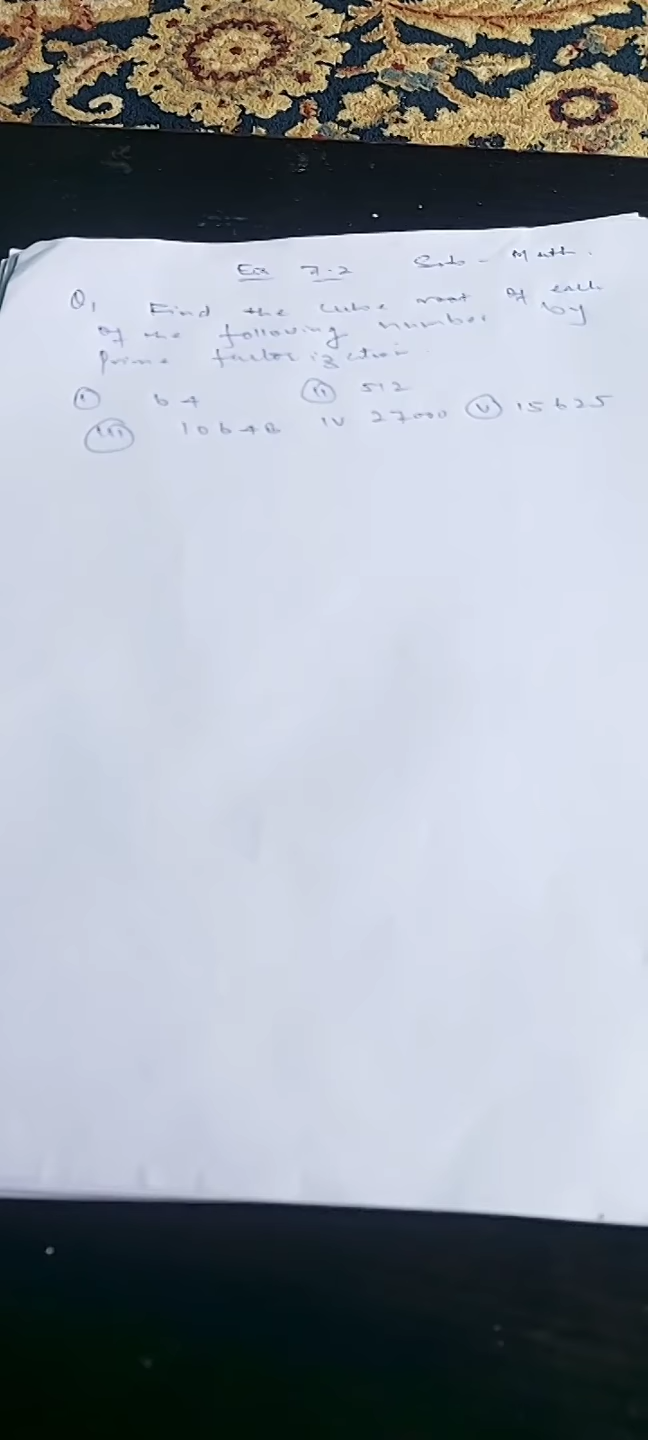 Ex 7.2 Sub - Math.
Q1 Find the cube root of each
of the following number by
Prime factorization
(i) 64 (ii) 512
(iii) 10648 IV 27000 (V) 15625